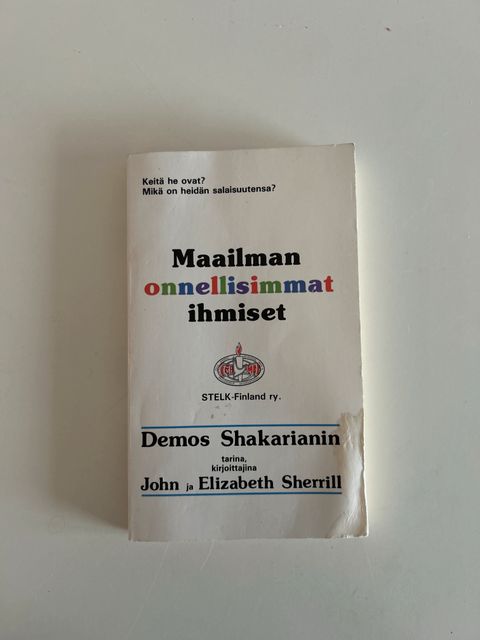 Keitä he ovat?
Mikä on heidän salaisuutensa?
Maailman
onnellisimmat
ihmiset
STELK-Finland ry.
Demos Shakarianin
tarina,
kirjoittajina
John ja Elizabeth Sherrill